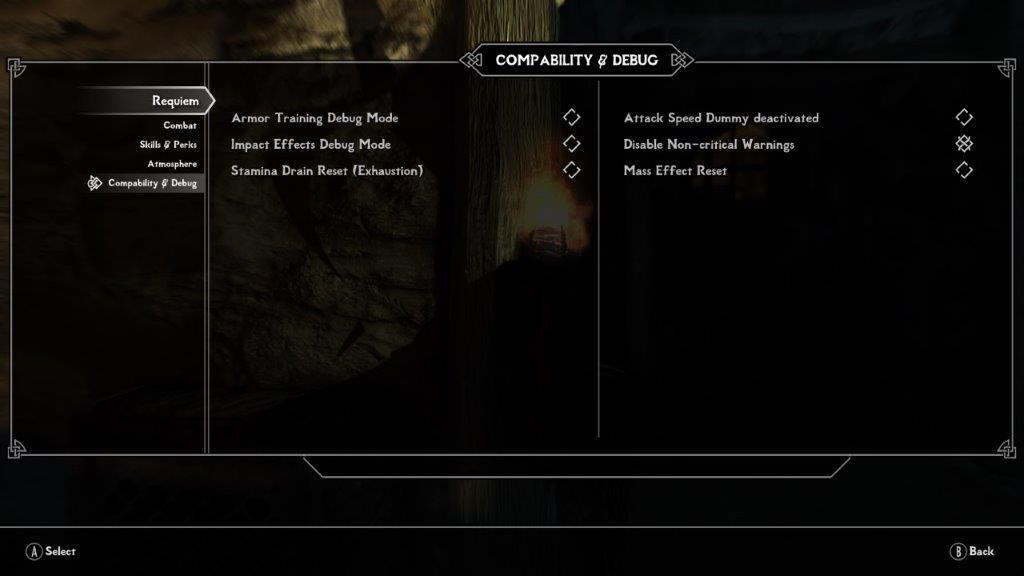 COMPABILITY & DEBUG
Requiem
Combat
Skills & Perks
Atmosphere
Compability & Debug
Armor Training Debug Mode
Impact Effects Debug Mode
Stamina Drain Reset (Exhaustion)
Attack Speed Dummy deactivated
Disable Non-critical Warnings
Mass Effect Reset
A Select
B Back